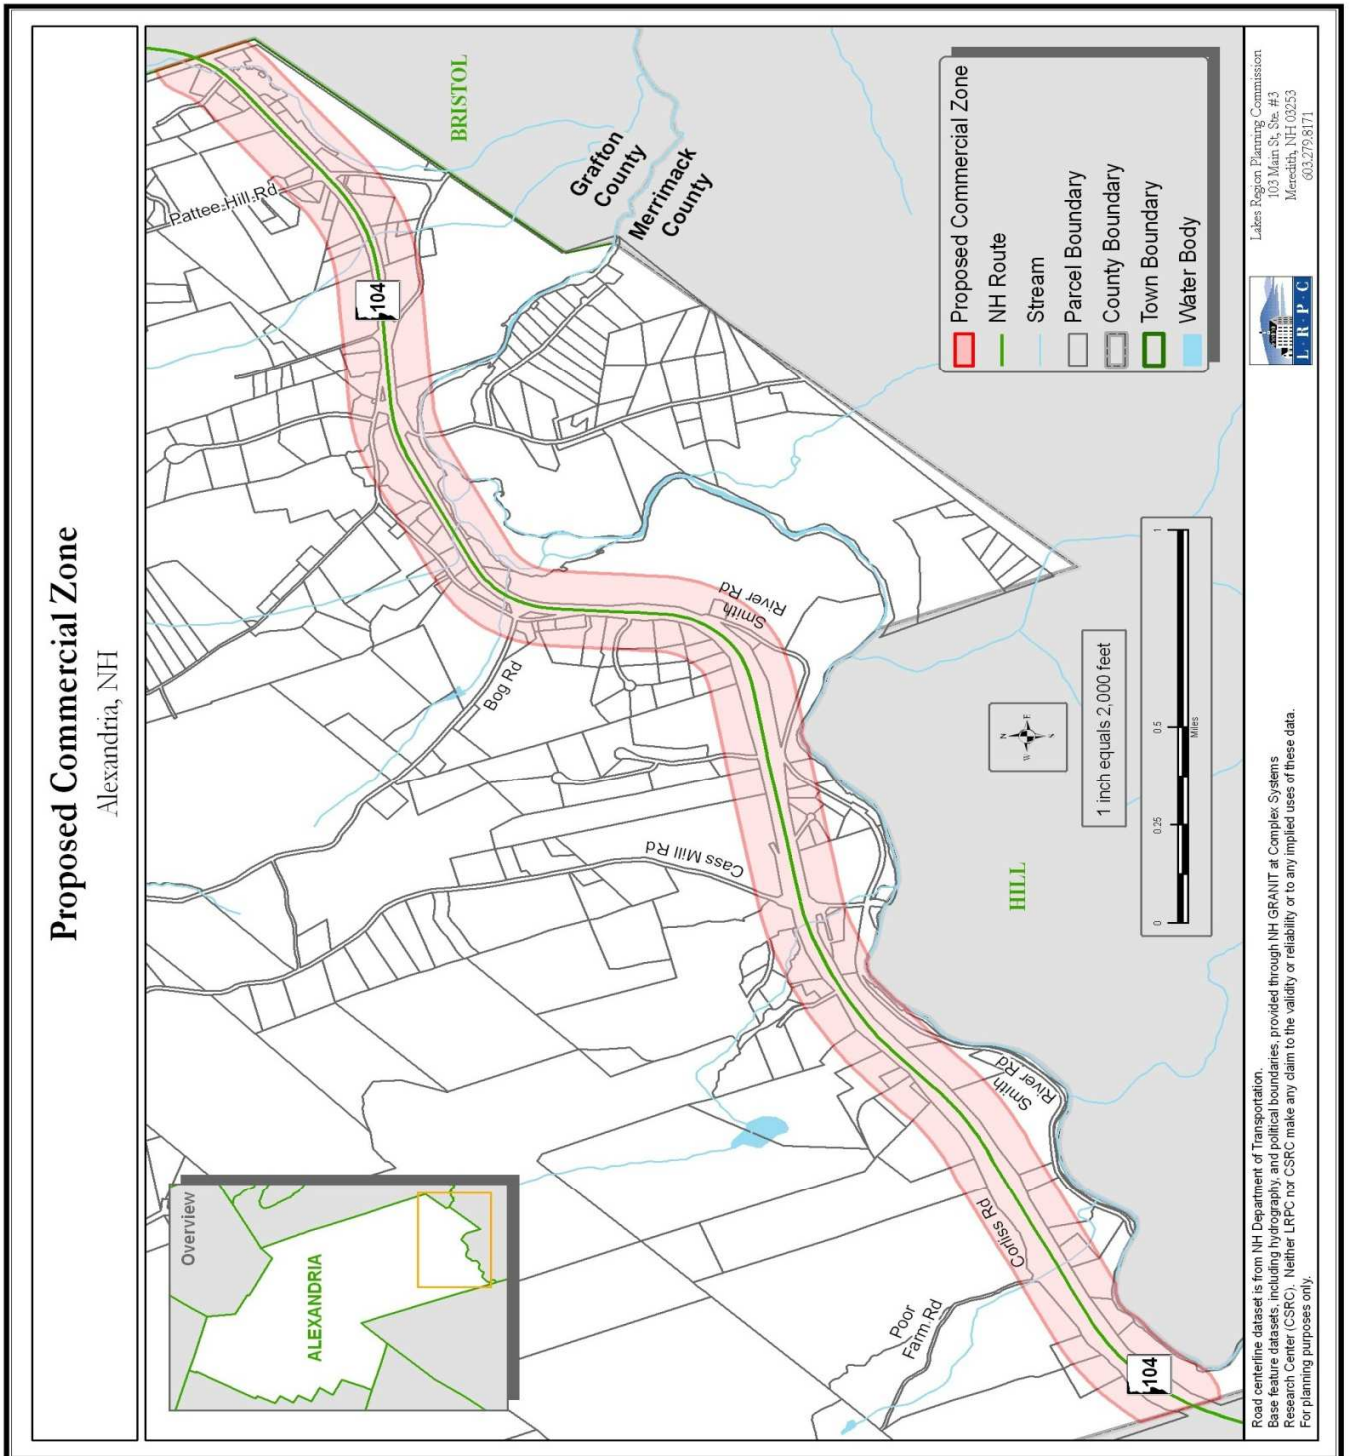 Proposed Commercial Zone
Alexandria, NH
Overview
ALEXANDRIA
BRISTOL
Pattee Hill Rd
Grafton
County
Merrimack
County
104
Bog Rd
Smith
River Rd
Cass Mill Rd
HILL
Smith
River Rd
Corliss Rd
Poor
Farm Rd
104
Proposed Commercial Zone
NH Route
Stream
Parcel Boundary
County Boundary
Town Boundary
Water Body
N
W E
S
1 inch equals 2,000 feet
0 0.25 0.5 1
Miles
Road centerline dataset is from NH Department of Transportation.
Base feature datasets, including hydrography, and political boundaries, provided through NH GRANIT at Complex Systems
Research Center (CSRC). Neither LRPC nor CSRC make any claim to the validity or reliability or to any implied uses of these data.
For planning purposes only.
L·R·P·C
Lakes Region Planning Commission
103 Main St, Ste. #3
Meredith, NH 03253
603.279.8171